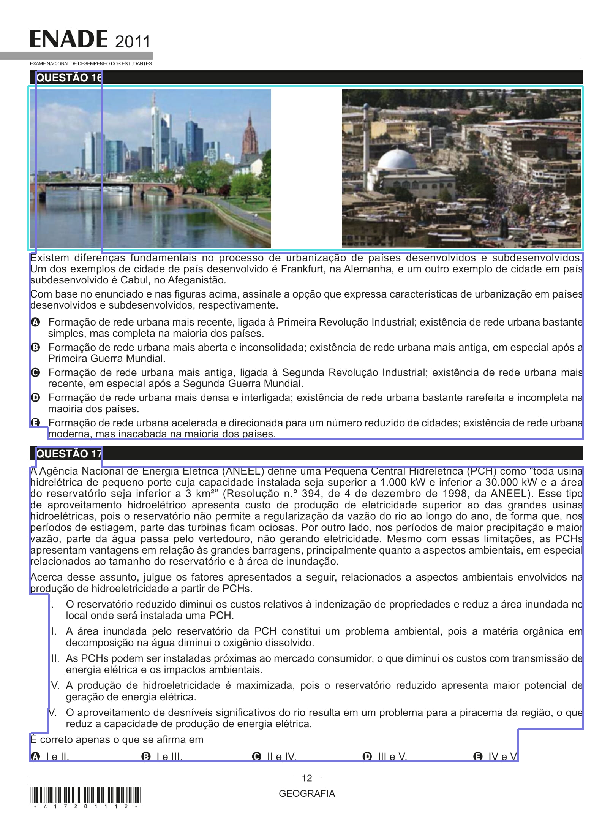 ENADE 2011
EXAME NACIONAL DE DESEMPENHO DOS ESTUDANTES
QUESTÃO 16
Existem diferenças fundamentais no processo de urbanização de países desenvolvidos e subdesenvolvidos.
Um dos exemplos de cidade de país desenvolvido é Frankfurt, na Alemanha, e um outro exemplo de cidade em país
subdesenvolvido é Cabul, no Afeganistão.
Com base no enunciado e nas figuras acima, assinale a opção que expressa características de urbanização em países
desenvolvidos e subdesenvolvidos, respectivamente.
A Formação de rede urbana mais recente, ligada à Primeira Revolução Industrial; existência de rede urbana bastante
simples, mas completa na maioria dos países.
B Formação de rede urbana mais aberta e inconsolidada; existência de rede urbana mais antiga, em especial após a
Primeira Guerra Mundial.
C Formação de rede urbana mais antiga, ligada à Segunda Revolução Industrial; existência de rede urbana mais
recente, em especial após a Segunda Guerra Mundial.
D Formação de rede urbana mais densa e interligada; existência de rede urbana bastante rarefeita e incompleta na
maoiria dos países.
E Formação de rede urbana acelerada e direcionada para um número reduzido de cidades; existência de rede urbana
moderna, mas inacabada na maioria dos países.
QUESTÃO 17
A Agência Nacional de Energia Elétrica (ANEEL) define uma Pequena Central Hidrelétrica (PCH) como "toda usina
hidrelétrica de pequeno porte cuja capacidade instalada seja superior a 1.000 kW e inferior a 30.000 kW e a área
do reservatório seja inferior a 3 km²" (Resolução n.º 394, de 4 de dezembro de 1998, da ANEEL). Esse tipo
de aproveitamento hidroelétrico apresenta custo de produção de eletricidade superior ao das grandes usinas
hidroelétricas, pois o reservatório não permite a regularização da vazão do rio ao longo do ano, de forma que, nos
períodos de estiagem, parte das turbinas ficam ociosas. Por outro lado, nos períodos de maior precipitação e maior
vazão, parte da água passa pelo vertedouro, não gerando eletricidade. Mesmo com essas limitações, as PCHs
apresentam vantagens em relação às grandes barragens, principalmente quanto a aspectos ambientais, em especial
relacionados ao tamanho do reservatório e à área de inundação.
Acerca desse assunto, julgue os fatores apresentados a seguir, relacionados a aspectos ambientais envolvidos na
produção de hidroeletricidade a partir de PCHs.
I. O reservatório reduzido diminui os custos relativos à indenização de propriedades e reduz a área inundada no
local onde será instalada uma PCH.
II. A área inundada pelo reservatório da PCH constitui um problema ambiental, pois a matéria orgânica em
decomposição na água diminui o oxigênio dissolvido.
III. As PCHs podem ser instaladas próximas ao mercado consumidor, o que diminui os custos com transmissão de
energia elétrica e os impactos ambientais.
IV. A produção de hidroeletricidade é maximizada, pois o reservatório reduzido apresenta maior potencial de
geração de energia elétrica.
V. O aproveitamento de desníveis significativos do rio resulta em um problema para a piracema da região, o que
reduz a capacidade de produção de energia elétrica.
É correto apenas o que se afirma em
A I e II. B I e III. C II e IV. D III e V. E IV e V.
12
GEOGRAFIA